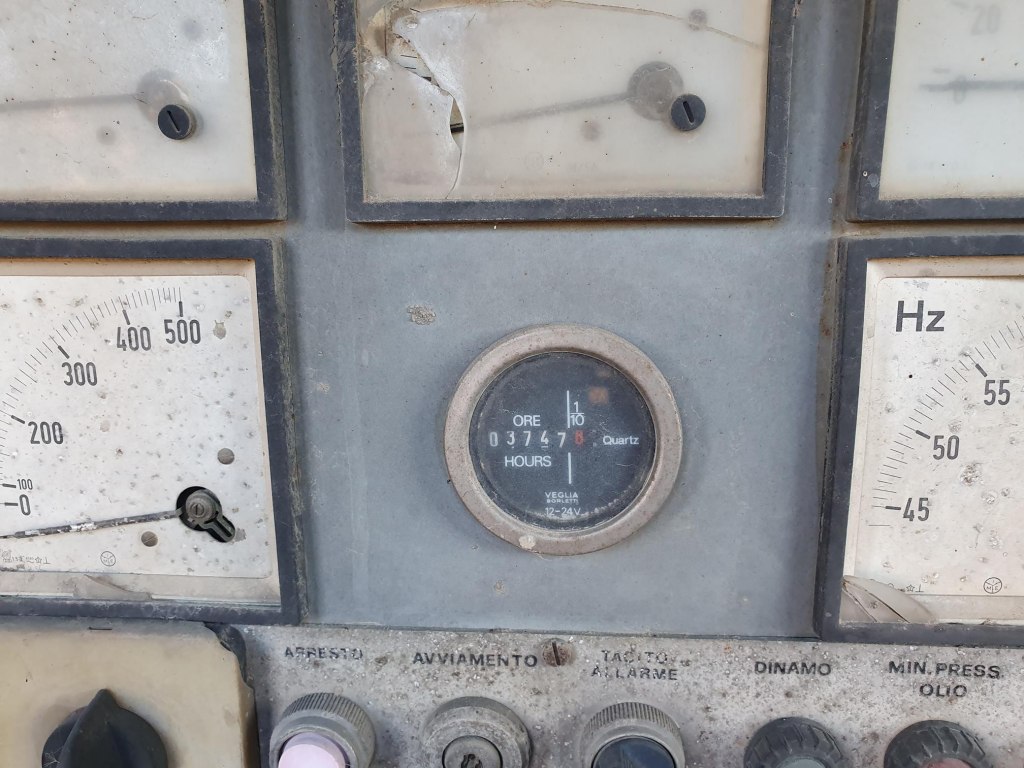 500
400
300
200
100
0
ORE
1
10
037478
Quartz
HOURS
VEGLIA
BORLETTI
12-24V
Hz
55
50
45
ARRESTO
AVVIAMENTO
TACITO
ALLARME
DINAMO
MIN.PRESS
OLIO